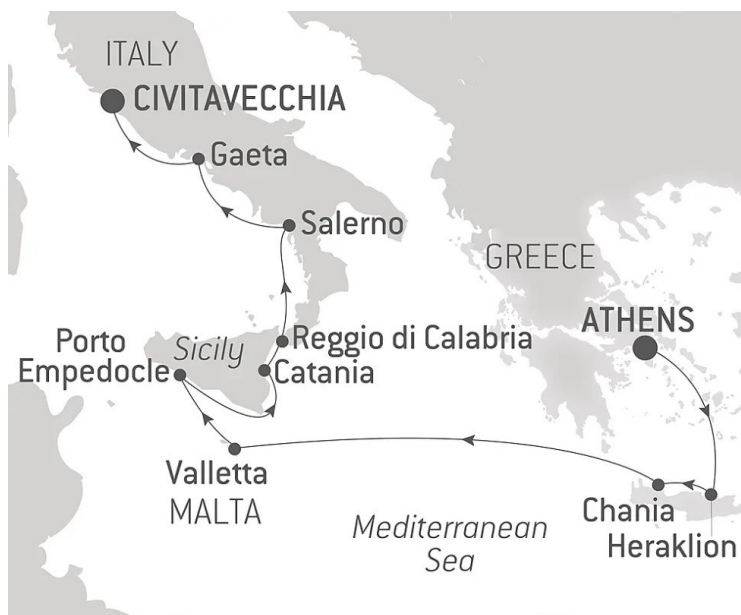 ITALY
CIVITAVECCHIA
Gaeta
Salerno
GREECE
ATHENS
Reggio di Calabria
Sicily
Porto
Empedocle
Catania
Valletta
MALTA
Chania
Heraklion
Mediterranean
Sea